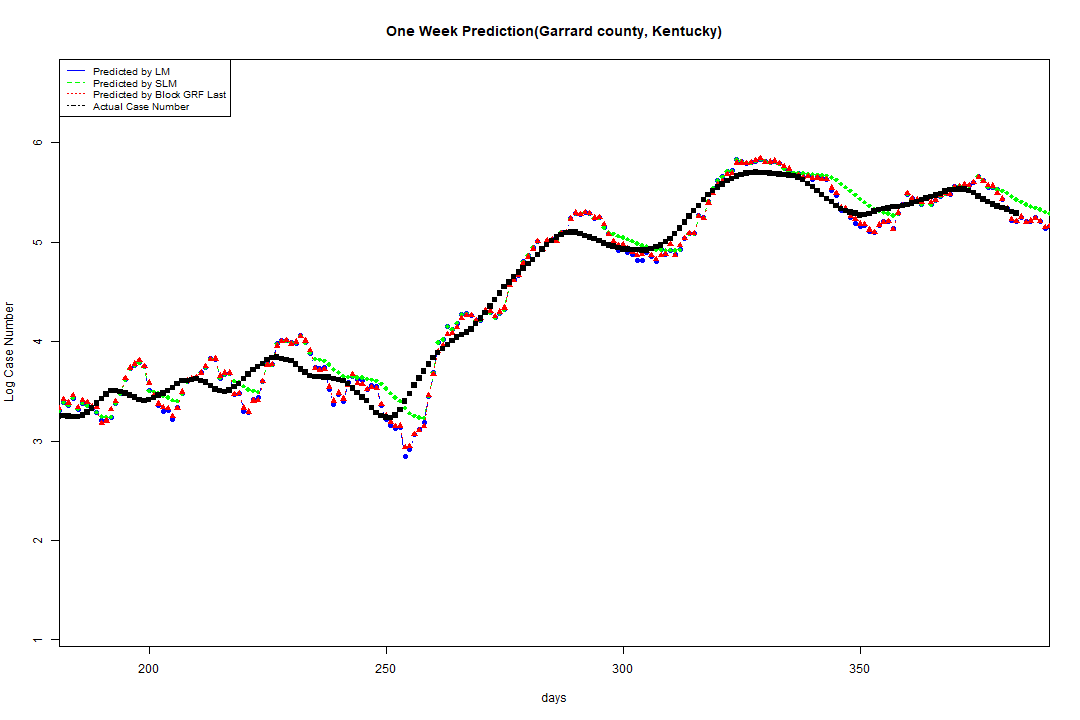 One Week Prediction(Garrard county, Kentucky)
Predicted by LM
Predicted by SLM
Predicted by Block GRF Last
Actual Case Number
6
5
4
3
2
1
Log Case Number
200
250
300
350
days